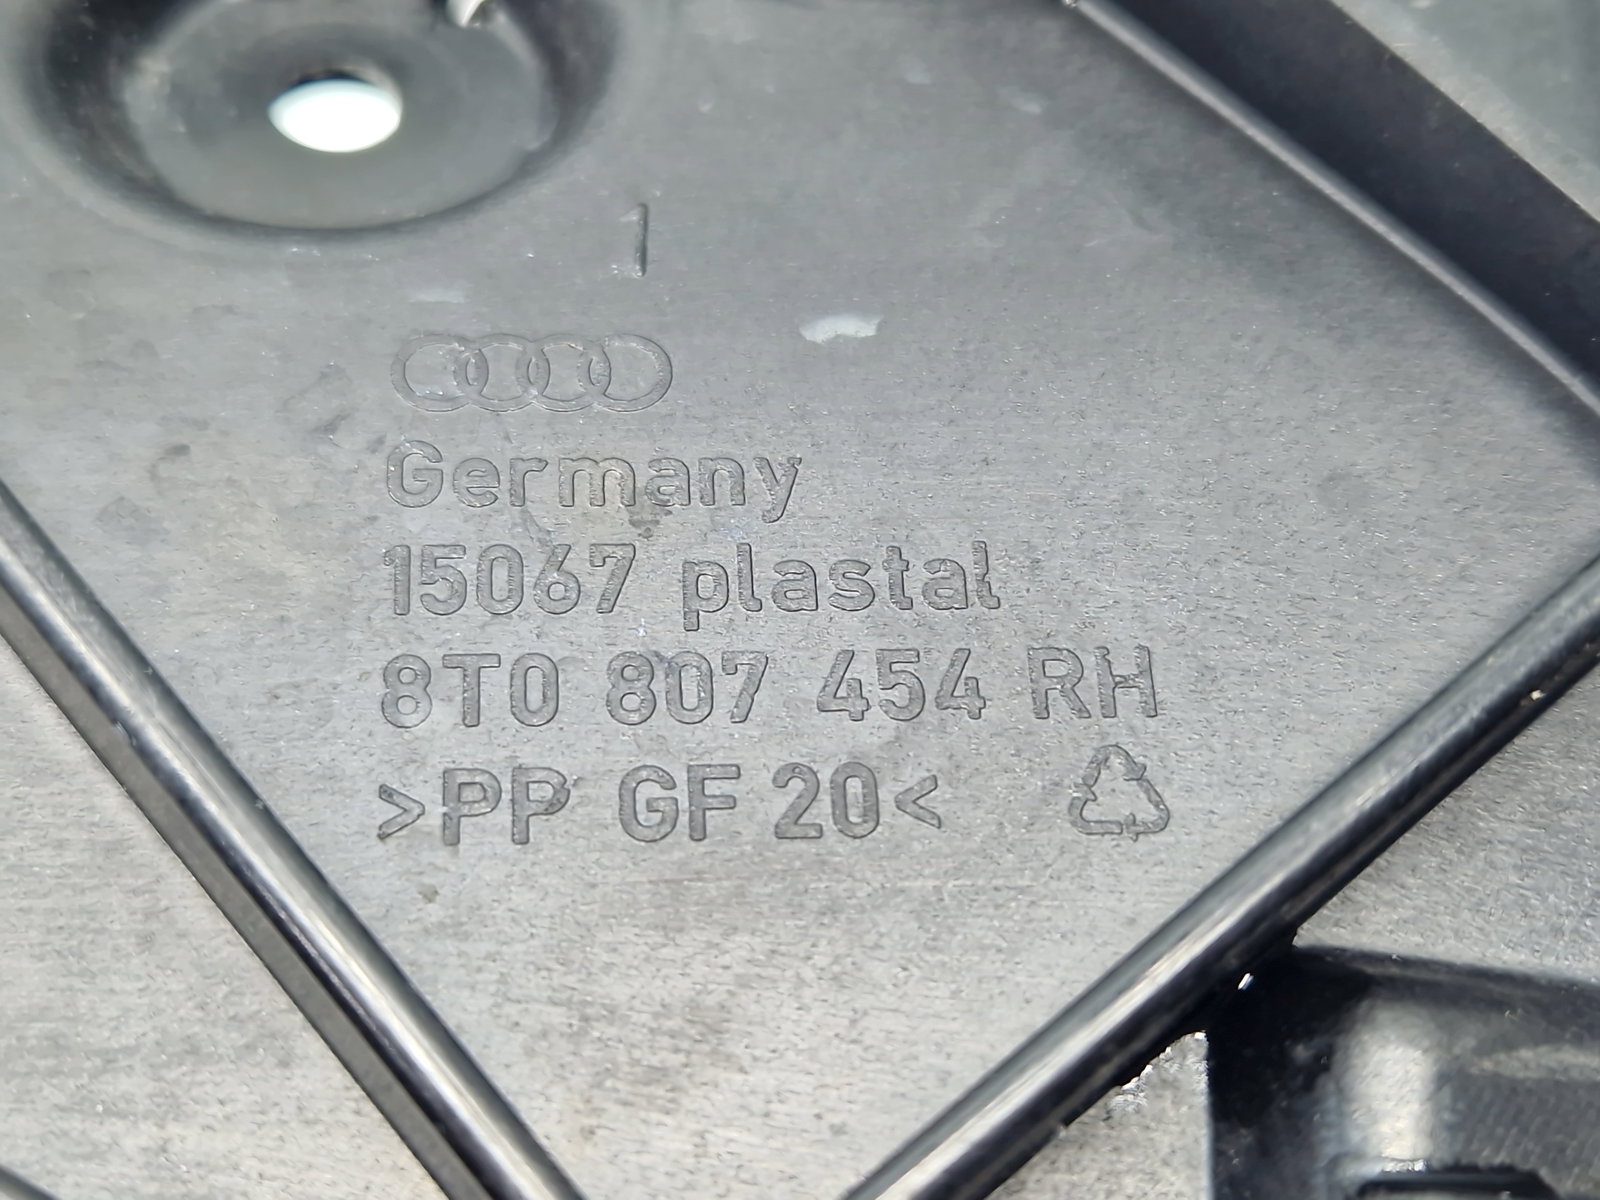 1
Germany
15067 plastal
8T0 807 454 RH
>PP GF 20<